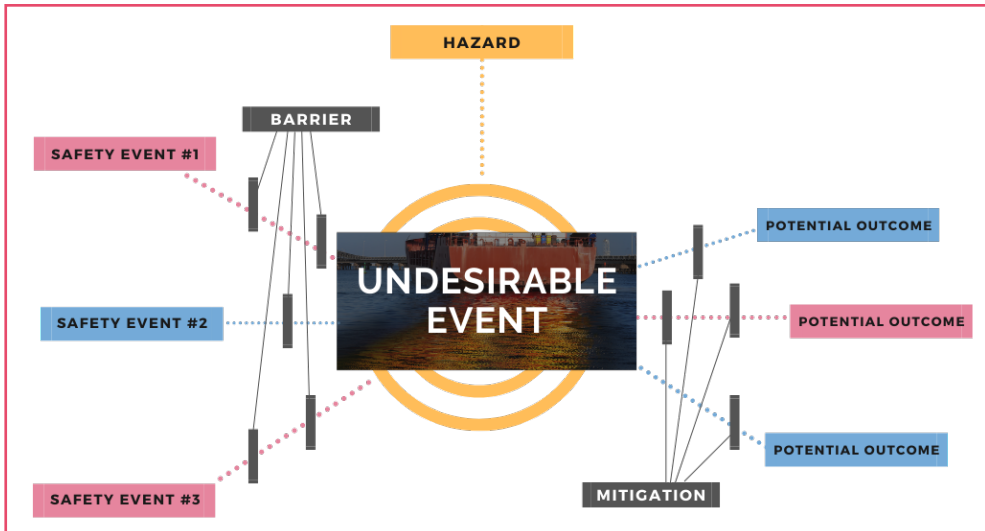 HAZARD
BARRIER
SAFETY EVENT #1
SAFETY EVENT #2
SAFETY EVENT #3
UNDESIRABLE
EVENT
POTENTIAL OUTCOME
POTENTIAL OUTCOME
POTENTIAL OUTCOME
MITIGATION